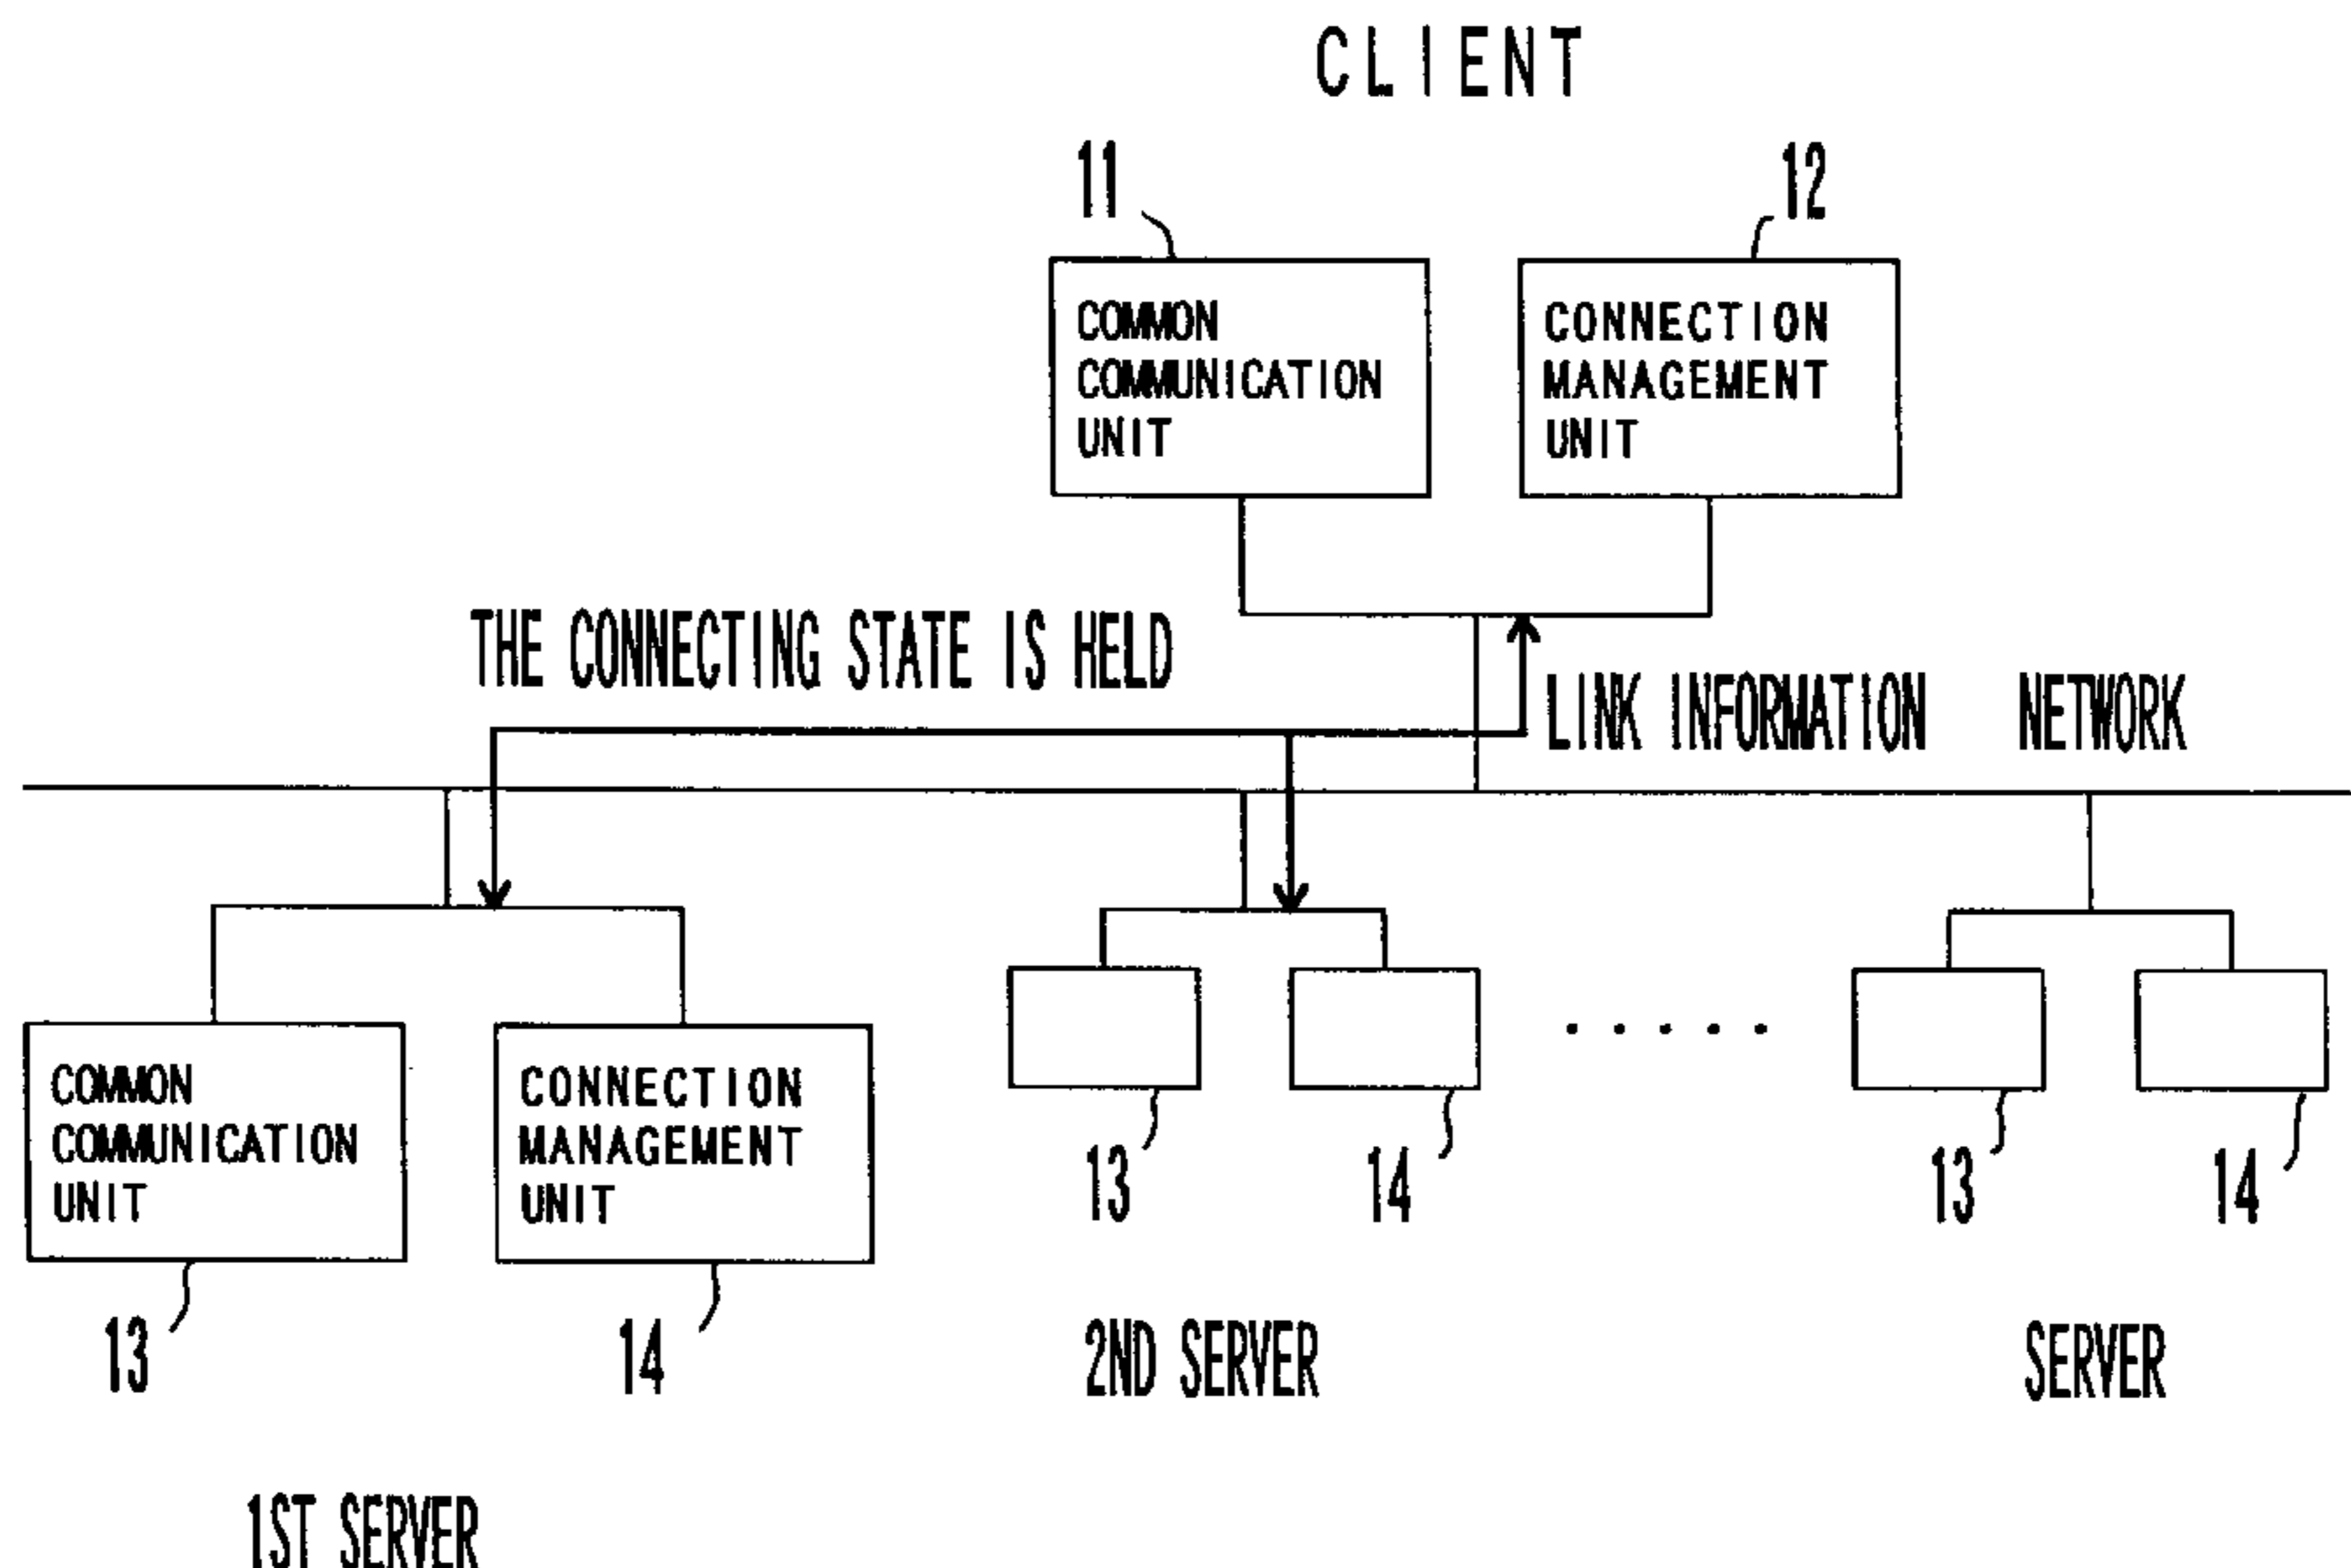 CLIENT
11
12
COMMON
COMMUNICATION
UNIT
CONNECTION
MANAGEMENT
UNIT
THE CONNECTING STATE IS HELD
LINK INFORMATION
NETWORK
COMMON
COMMUNICATION
UNIT
CONNECTION
MANAGEMENT
UNIT
13
14
13
14
13
14
2ND SERVER
SERVER
1ST SERVER